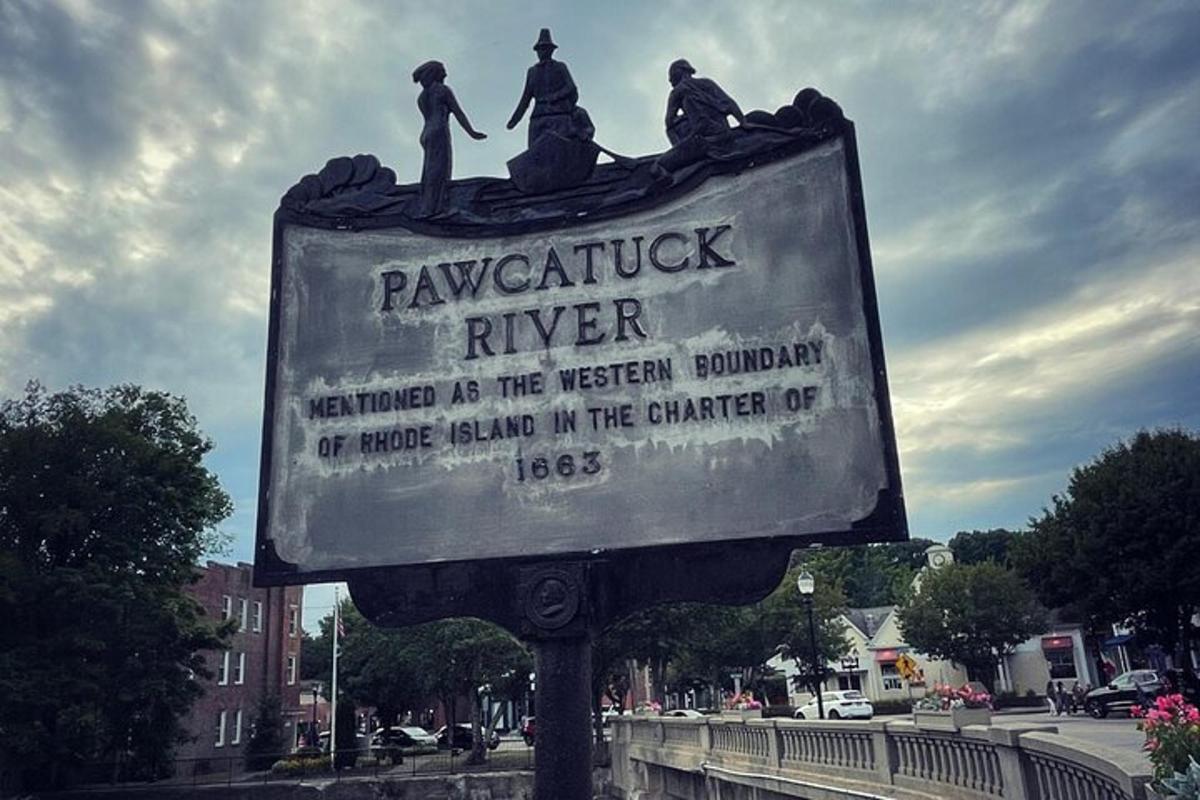 PAWCATUCK
RIVER
MENTIONED AS THE WESTERN BOUNDARY
OF RHODE ISLAND IN THE CHARTER OF
1663